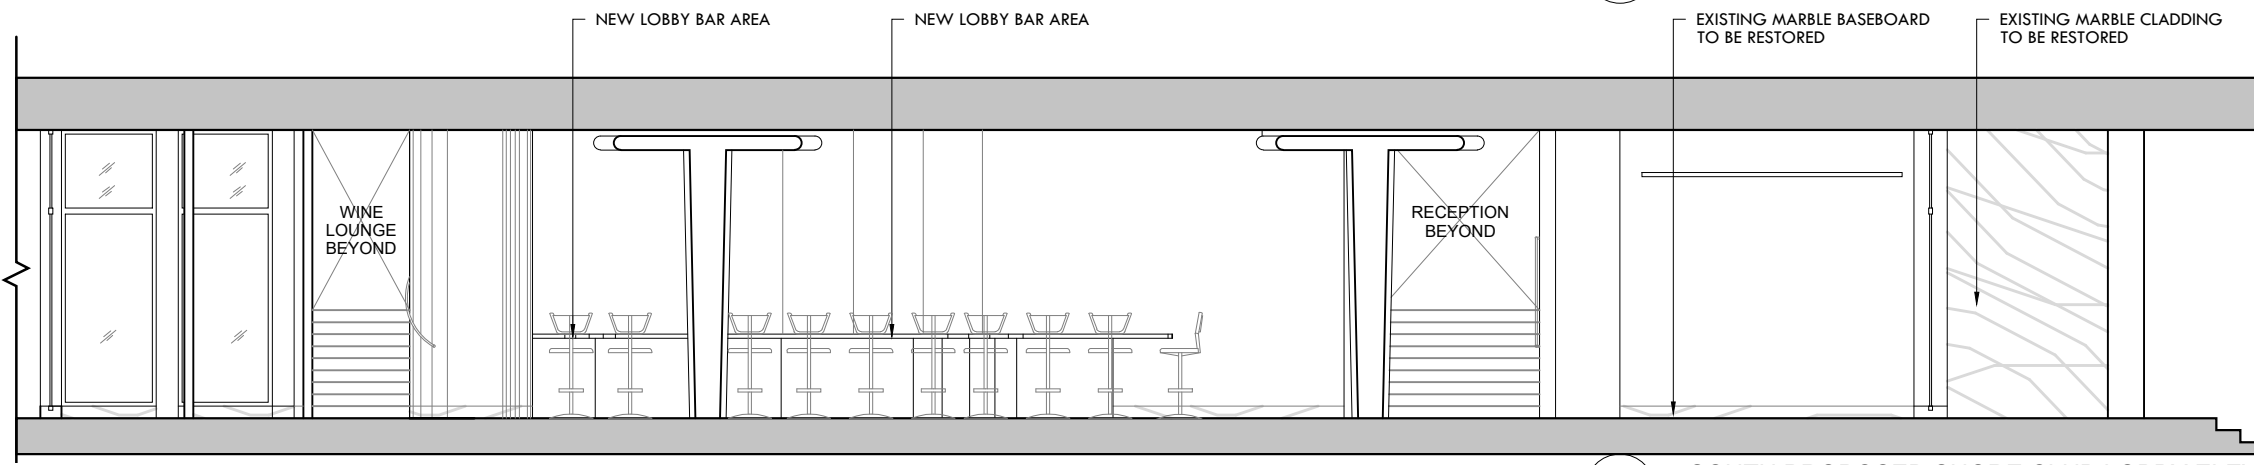 NEW LOBBY BAR AREA
NEW LOBBY BAR AREA
EXISTING MARBLE BASEBOARD
TO BE RESTORED
EXISTING MARBLE CLADDING
TO BE RESTORED
WINE
LOUNGE
BEYOND
RECEPTION
BEYOND